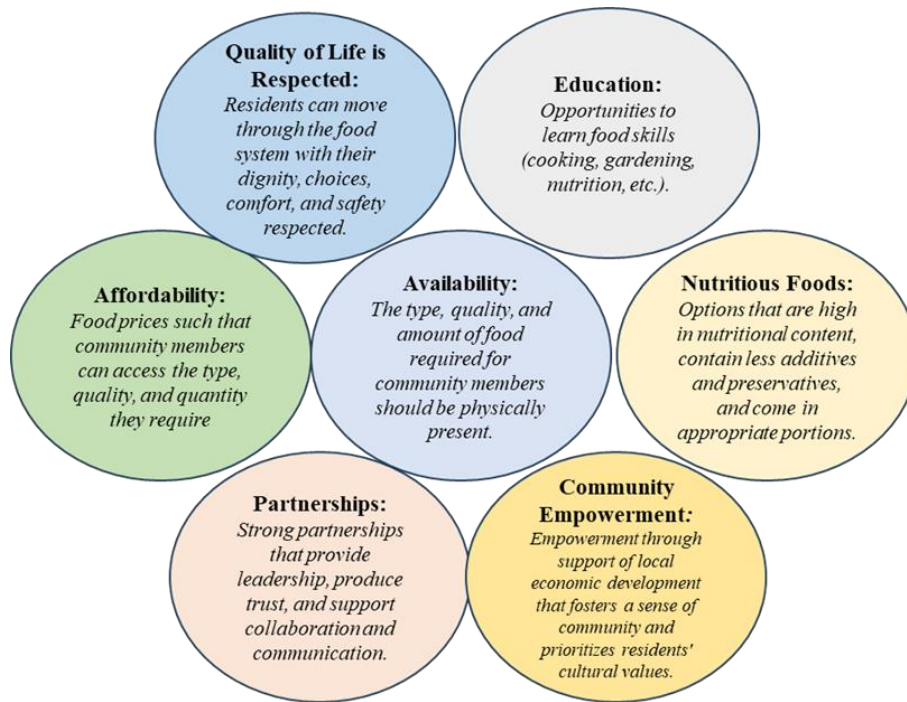 Quality of Life is
Respected:
Residents can move
through the food
system with their
dignity, choices,
comfort, and safety
respected.
Education:
Opportunities to
learn food skills
(cooking, gardening,
nutrition, etc.).
Affordability:
Food prices such that
community members
can access the type,
quality, and quantity
they require
Availability:
The type, quality, and
amount of food
required for
community members
should be physically
present.
Nutritious Foods:
Options that are high
in nutritional content,
contain less additives
and preservatives,
and come in
appropriate portions.
Partnerships:
Strong partnerships
that provide
leadership, produce
trust, and support
collaboration and
communication.
Community
Empowerment:
Empowerment through
support of local
economic development
that fosters a sense of
community and
prioritizes residents'
cultural values.